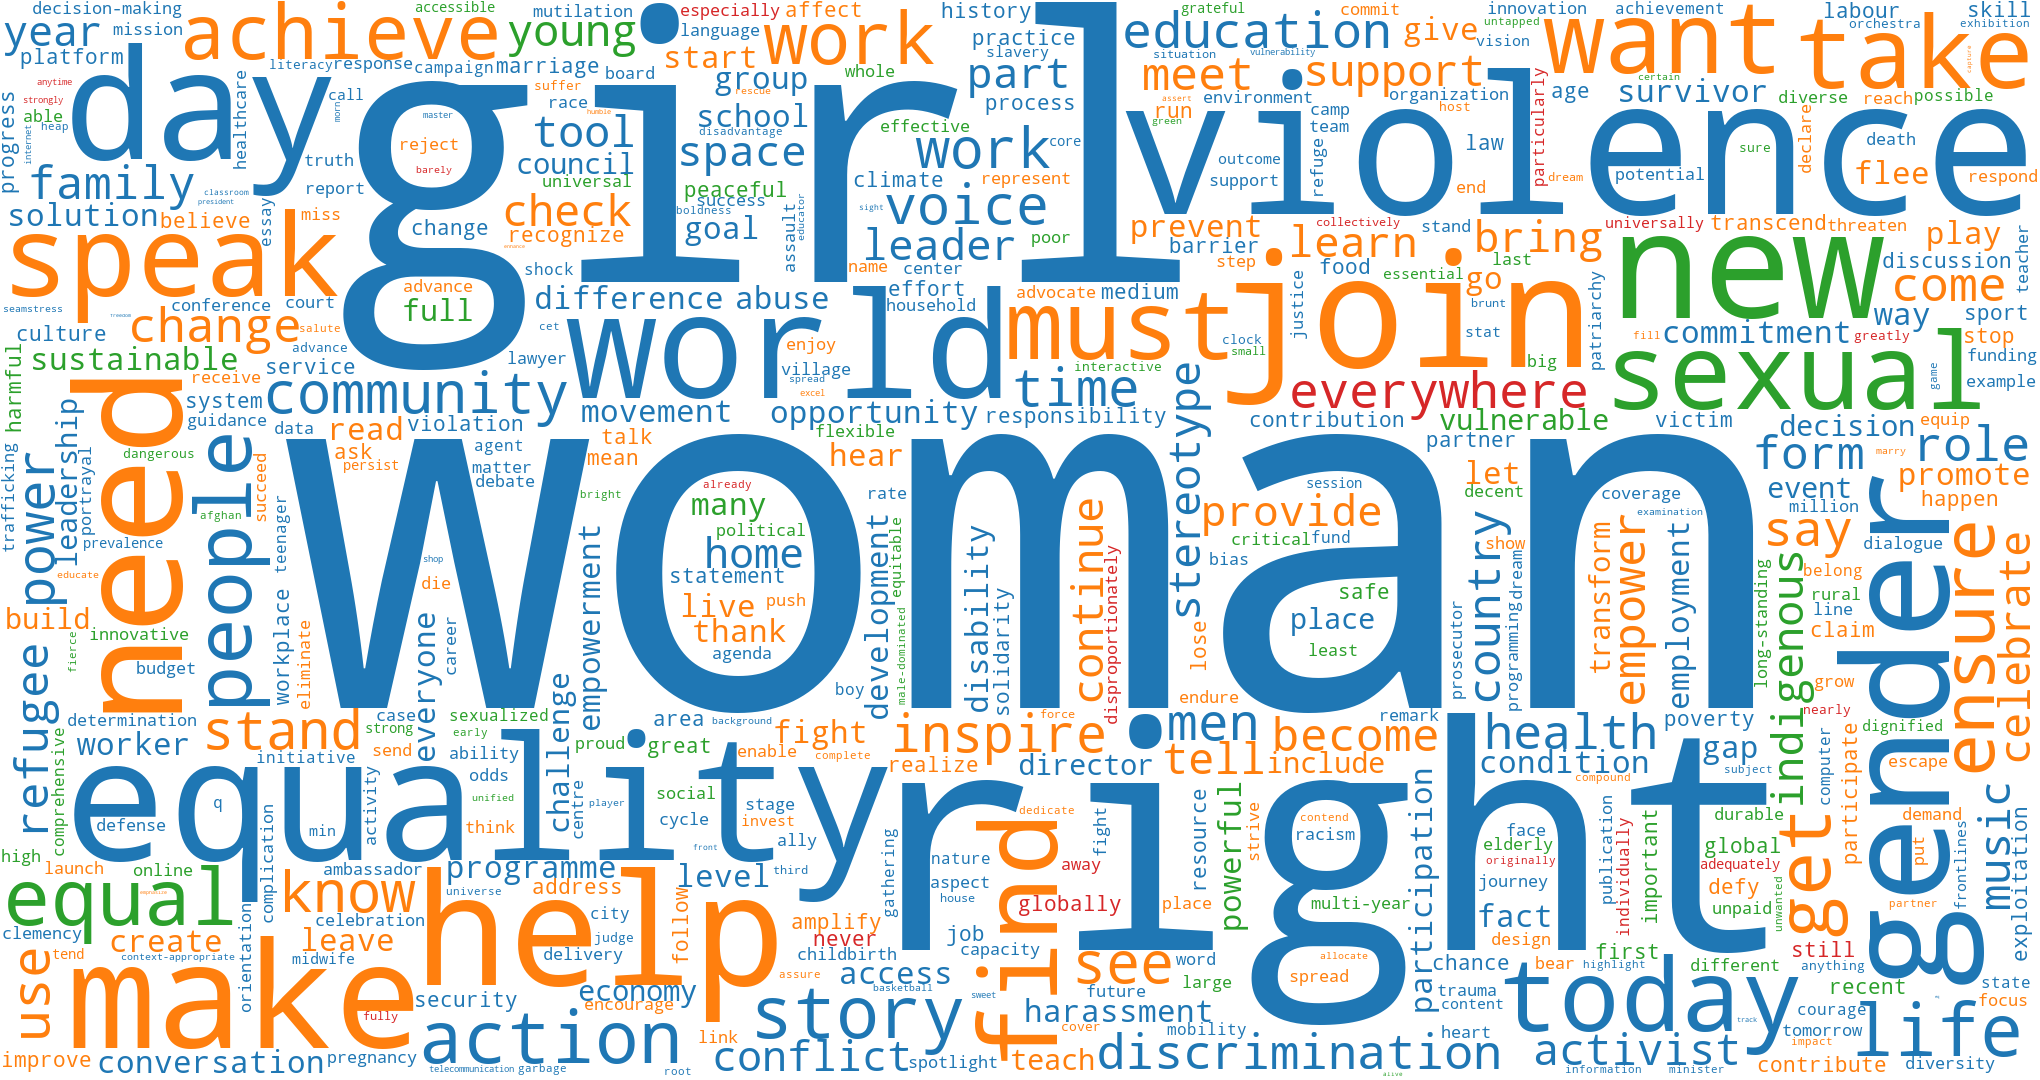 decision-making
mission
year
achieve
mutilation
especially
affect
history
grateful
commit
innovation
achievement
skill
accessible
young
language
work
practice
education
give
untapped
vision
want
labour
orchestra
exhibition
take
platform
literacy
response
campaign
marriage
board
start
group
whole
slavery
part
situation
vulnerability
meet
support
day
girl
anytime
strongly
able
heap
internet
call
morn
suffer
race
master
tool
school
rescue
humble
process
assert
run
environment
organization
camp
team
host
age
certain
survivor
diverse
reach
possible
particularly
progress
healthcare
truth
reject
barely
council
space
disadvantage
effective
work
core
green
violence
law
declare
death
sure
family
classroom
president
report
universal
peaceful
success
boldness
climate
represent
outcome
support
refuge
end
dream
potential
flee
respond
solution
believe
essay
miss
change
check
recognize
enhance
goal
assault
educator
sight
voice
leader
poor
prevent
barrier
collectively
stand
universally
transcend
threaten
play
speak
shock
name
center
step
learn
bring
new
discussion
teacher
conference
court
advance
full
difference
abuse
effort
household
advocate
medium
justice
food
essential
go
last
come
seamstress
culture
freedom
change
salute
cet
world
must
join
brunt
stat
patriarchy
fill
commitment
greatly
way
sport
stop
harmful
sustainable
service
advance
lawyer
enjoy
village
clock
small
interactive
big
sexual
game
funding
example
need
receive
system
guidance
community
spread
excel
time
everywhere
movement
opportunity
responsibility
stereotype
contribution
vulnerable
victim
decision
equip
role
leadership
portrayal
dangerous
data
read
violation
ask
persist
agent
matter
debate
talk
mean
flexible
hear
partner
let
decent
form
marry
promote
event
million
happen
trafficking
power
prevalence
educate
people
afghan
succeed
teenager
woman
bright
already
many
political
home
rate
session
provide
critical
fund
bias
coverage
examination
show
say
dialogue
shop
die
statement
live
push
thank
agenda
development
equitable
male-dominated
disability
solidarity
continue
disproportionately
safe
place
least
country
programming
dream
prosecutor
transform
empower
employment
long-standing
indigenous
belong
rural
line
claim
gender
ensure
celebrate
build
innovative
fierce
budget
refugee
workplace
eliminate
everyone
career
challenge
empowerment
boy
lose
endure
grow
determination
worker
stand
initiative
case
strong
send
sexualized
early
ability
odds
proud
great
area
background
enable
fight
complete
realize
inspire
force
director
men
tell
include
become
remark
health
condition
compound
poverty
gap
subject
nearly
dignified
escape
participate
computer
comprehensive
equality
q
defense
min
activity
unified
think
player
centre
social
cycle
front
stage
invest
ally
third
right
dedicate
fight
resource
powerful
strive
contend
racism
participation
face
elderly
originally
publication
individually
important
durable
global
adequately
defy
unpaid
unwanted
get
put
demand
partner
frontlines
music
exploitation
high
launch
online
complication
ambassador
programme
universe
address
level
gathering
nature
aspect
house
find
away
globally
place
multi-year
journey
fact
design
equal
know
celebration
city
judge
follow
amplify
never
childbirth
job
capacity
word
spread
allocate
first
still
anything
clemency
create
context-appropriate
tend
orientation
leave
midwife
help
delivery
assure
access
basketball
sweet
see
future
large
chance
trauma
content
bear
highlight
different
recent
state
focus
use
make
fully
security
economy
encourage
story
harassment
cover
mobility
heart
today
track
courage
tomorrow
impact
life
improve
conversation
pregnancy
action
telecommunication
garbage
root
link
conflict
spotlight
teach
discrimination
alive
activist
information
minister
contribute
diversity